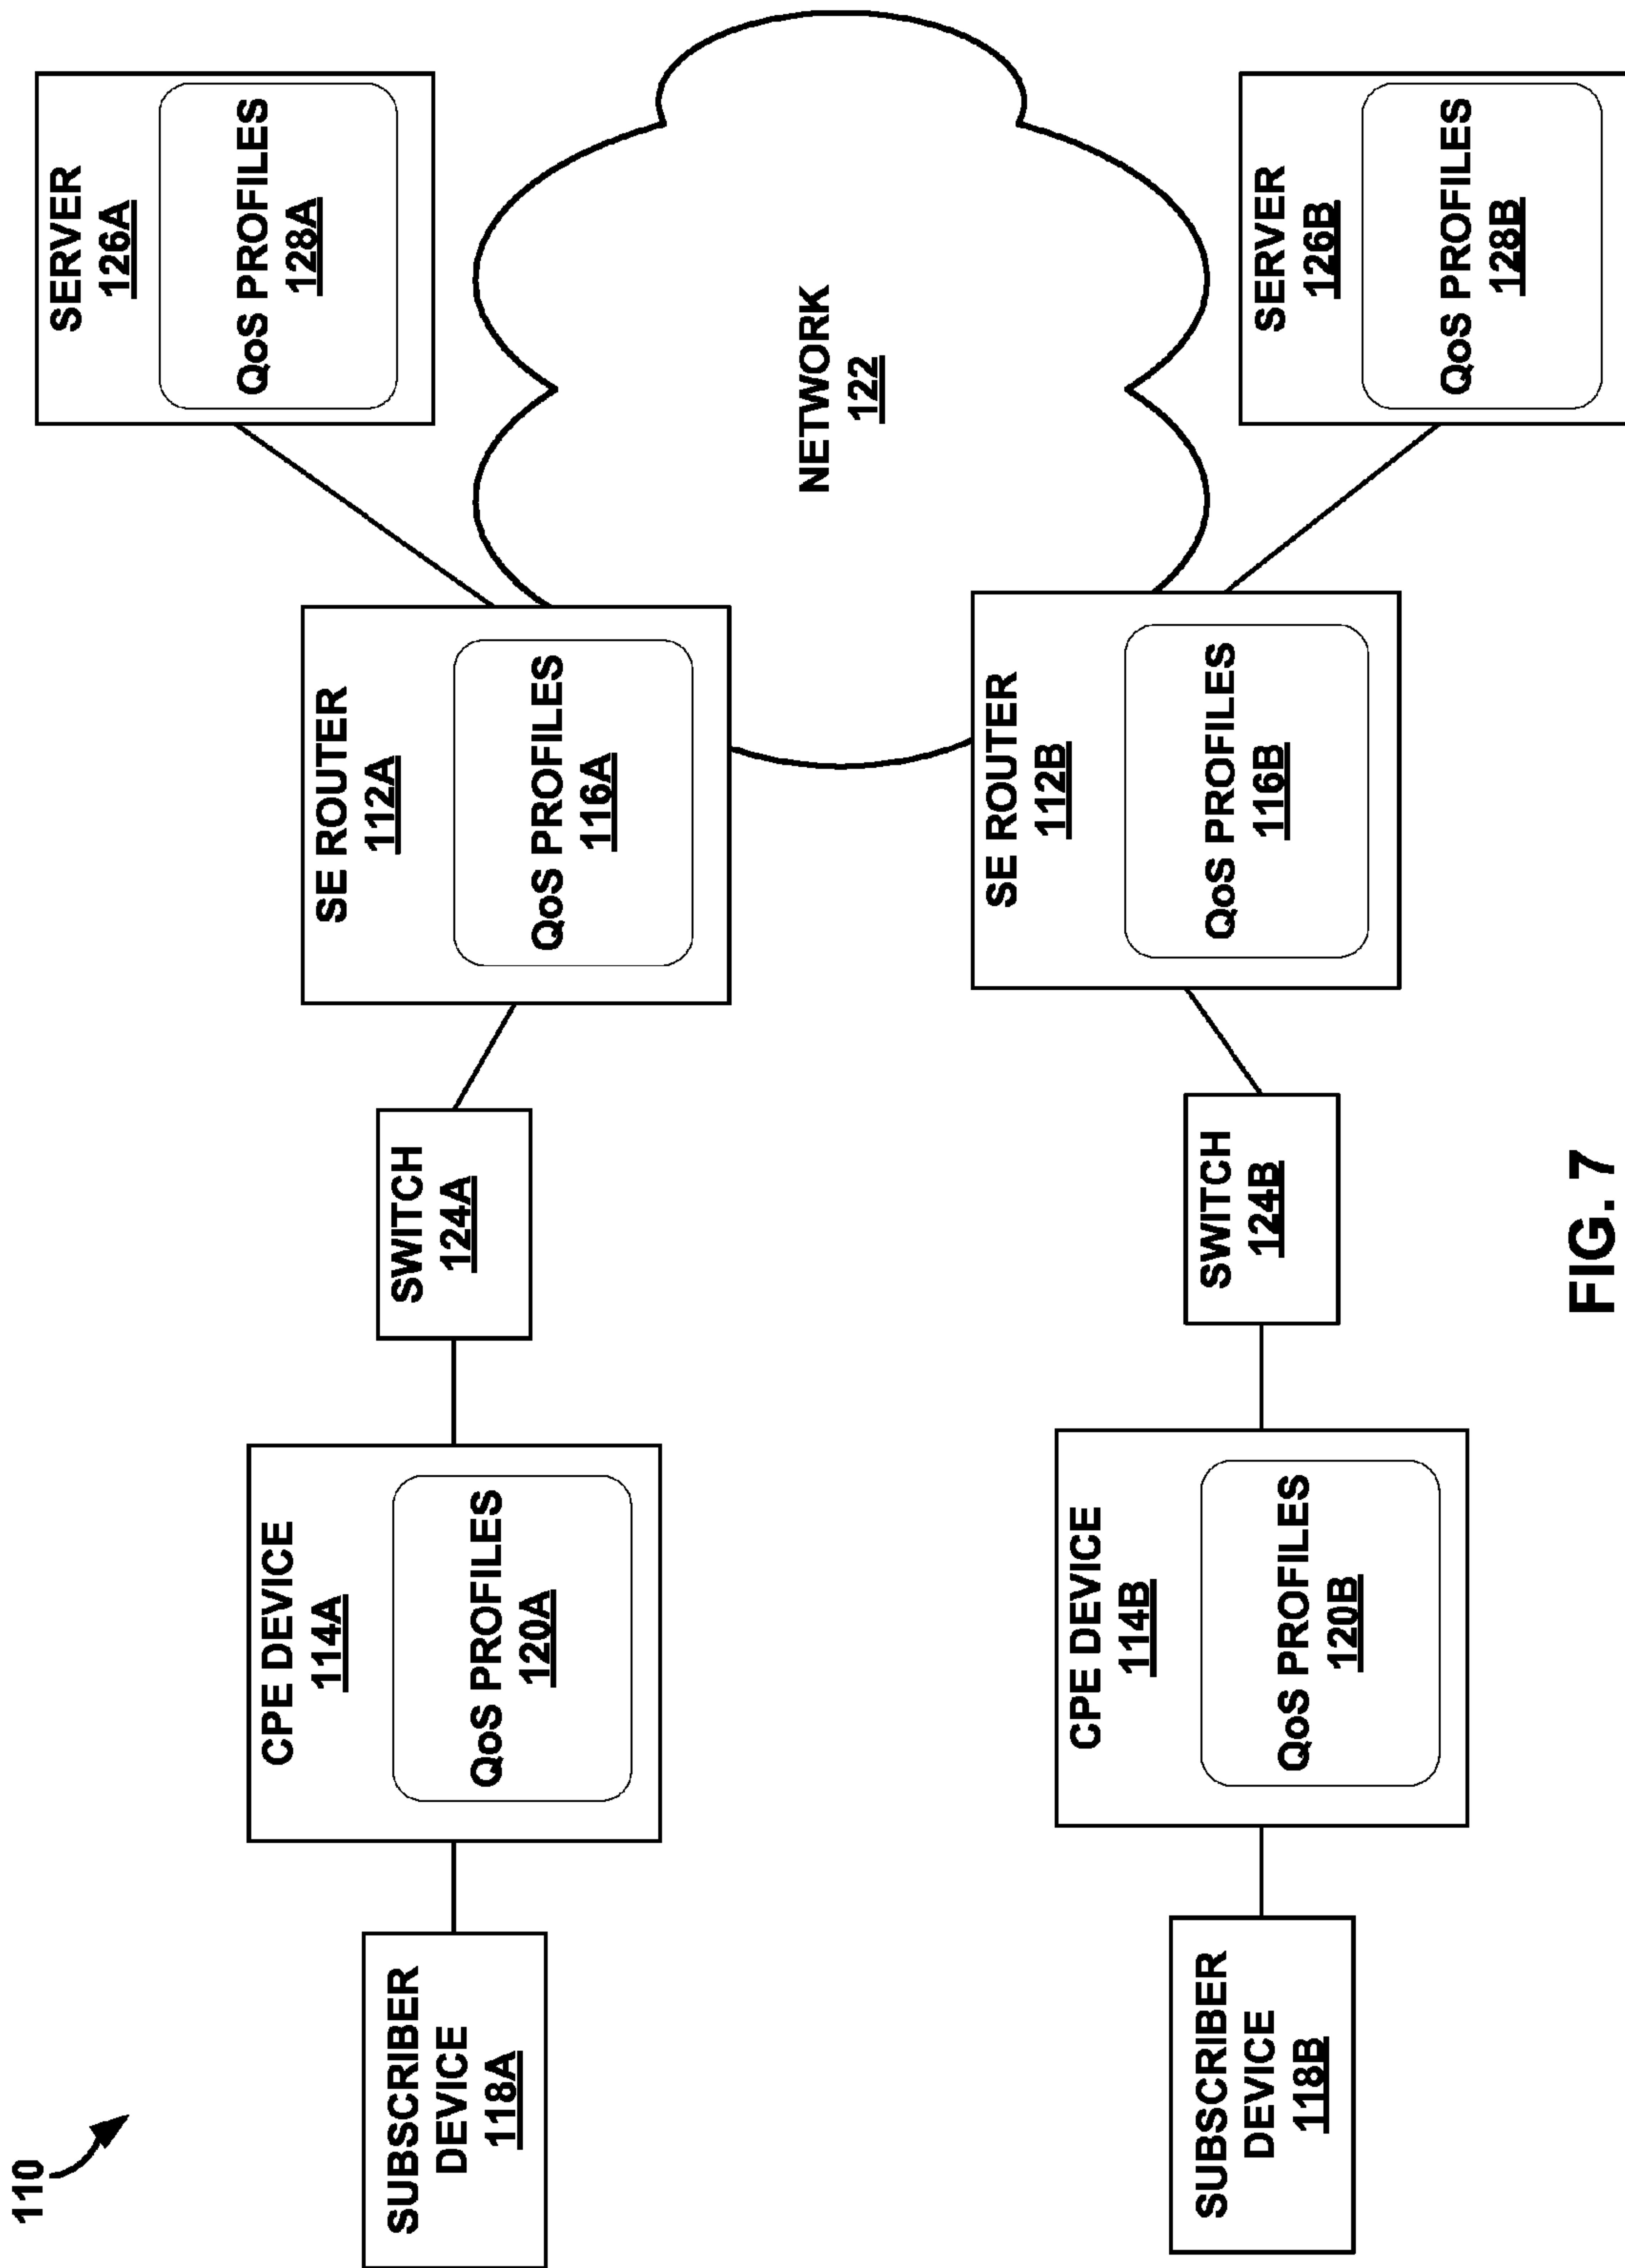 110
SUBSCRIBER
DEVICE
118A
CPE DEVICE
114A
QoS PROFILES
120A
SWITCH
124A
SE ROUTER
112A
QoS PROFILES
116A
SERVER
126A
QoS PROFILES
128A
NETWORK
122
SUBSCRIBER
DEVICE
118B
CPE DEVICE
114B
QoS PROFILES
120B
SWITCH
124B
SE ROUTER
112B
QoS PROFILES
116B
SERVER
126B
QoS PROFILES
128B
FIG. 7